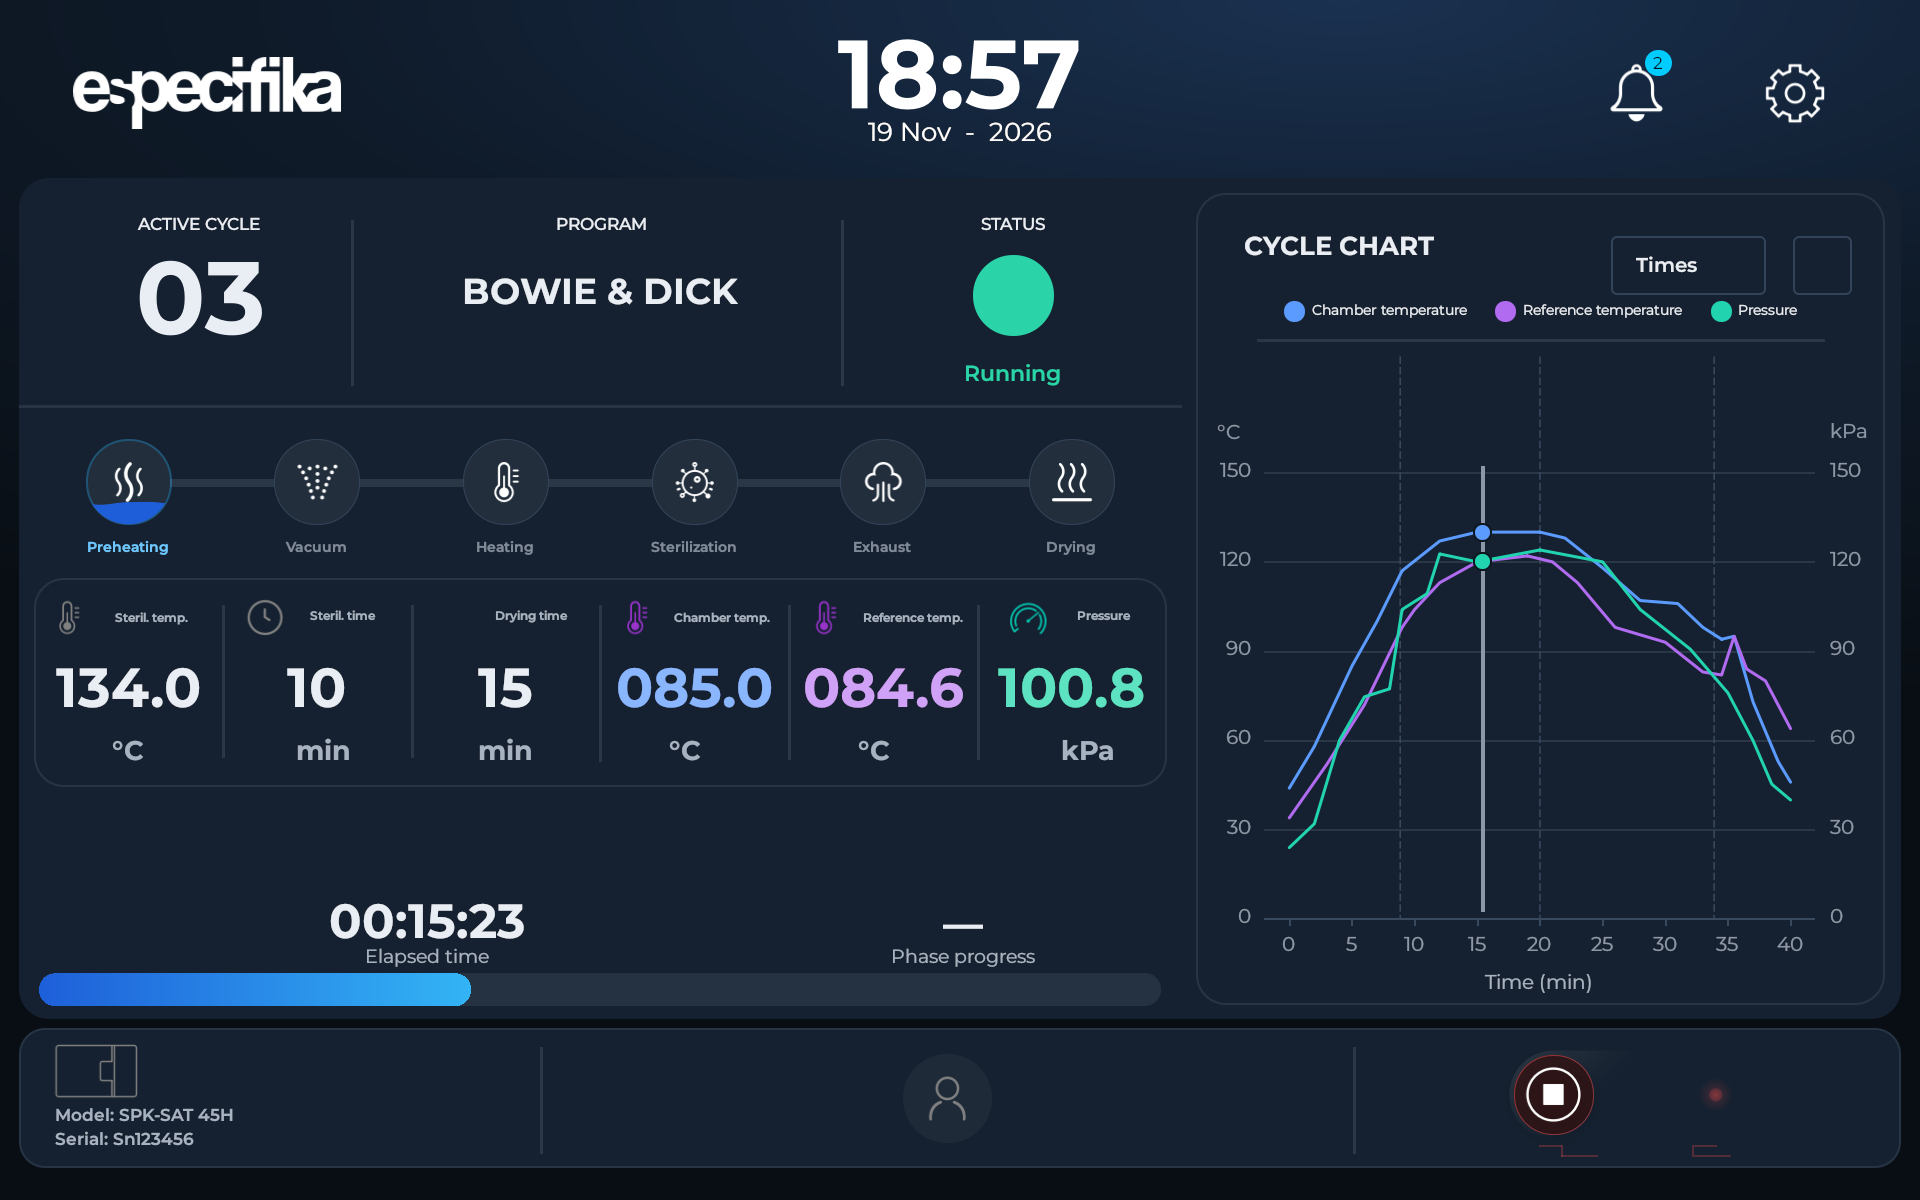 especifika
18:57
19 Nov - 2026
2
ACTIVE CYCLE
03
PROGRAM
BOWIE & DICK
STATUS
Running
Preheating
Vacuum
Heating
Sterilization
Exhaust
Drying
Steril. temp.
134.0
°C
Steril. time
10
min
Drying time
15
min
Chamber temp.
085.0
°C
Reference temp.
084.6
°C
Pressure
100.8
kPa
00:15:23
Elapsed time
—
Phase progress
CYCLE CHART
Times
Chamber temperature
Reference temperature
Pressure
°C
kPa
150
150
120
120
90
90
60
60
30
30
0
0
0 5 10 15 20 25 30 35 40
Time (min)
Model: SPK-SAT 45H
Serial: Sn123456